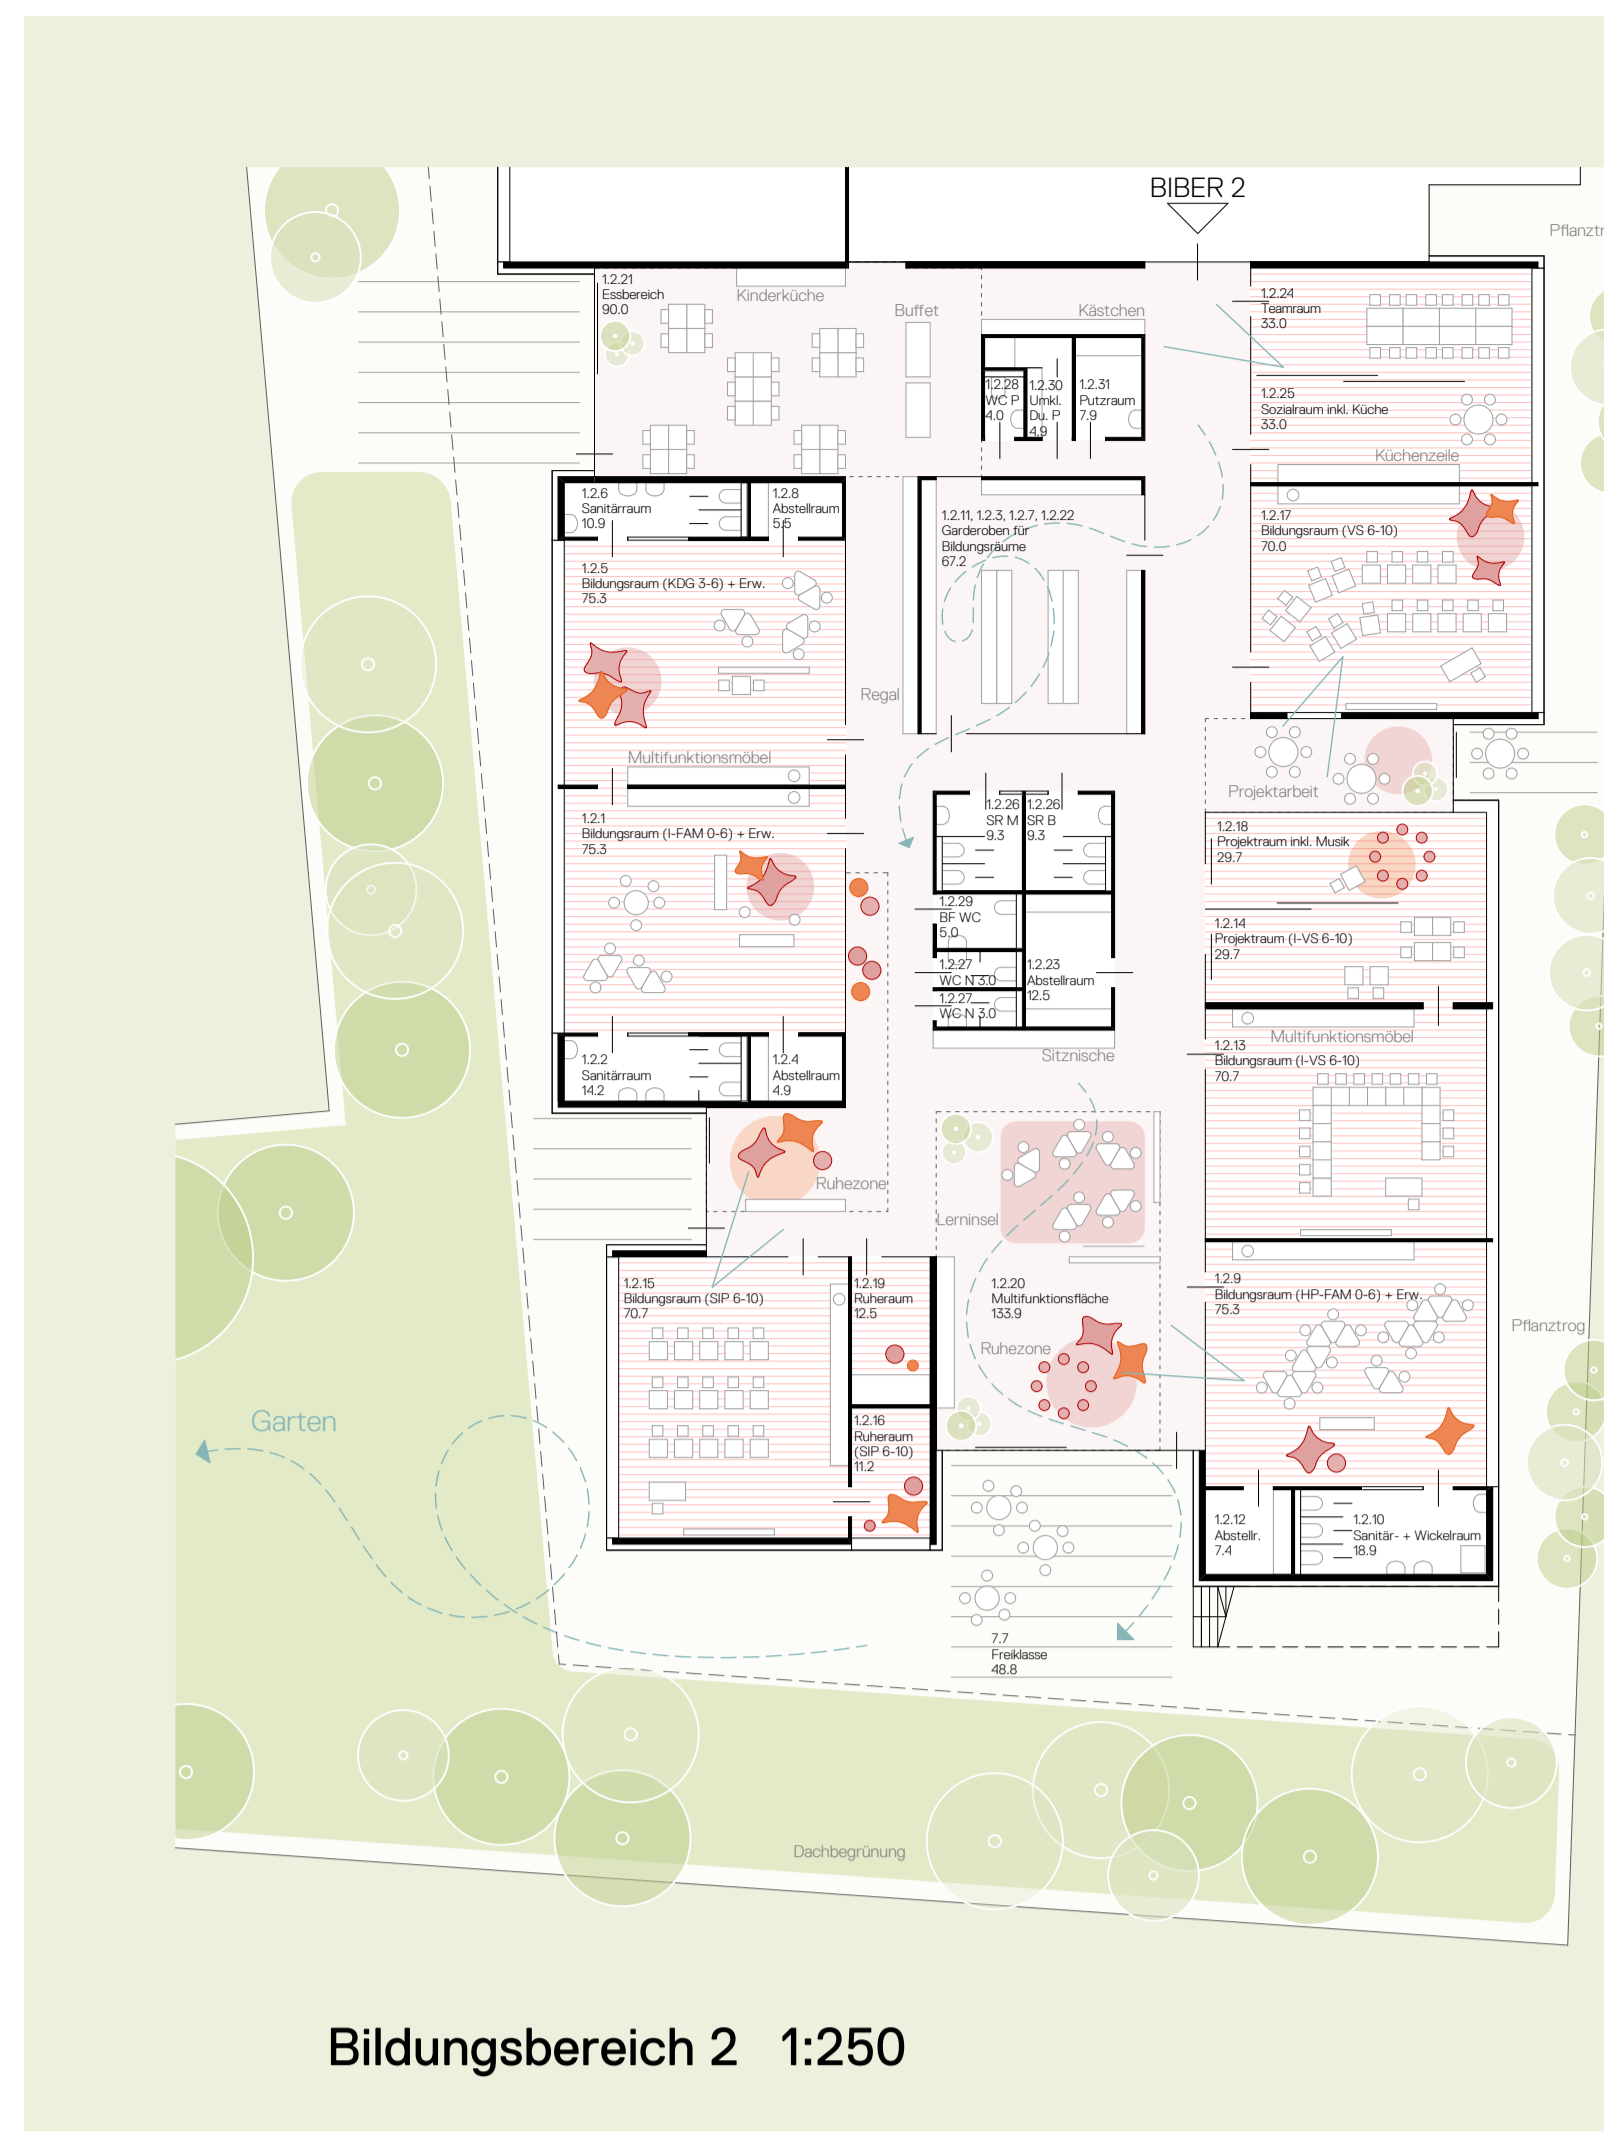 BIBER 2
Pflanztr
1.2.21
Essbereich
90.0
Kinderküche
Buffet
Kästchen
1.2.24
Teamraum
33.0
1.2.28
WC P
4.0
1.2.30
Umkl.
Du. P
4.9
1.2.31
Putzraum
7.9
1.2.25
Sozialraum inkl. Küche
33.0
Küchenzeile
1.2.6
Sanitärraum
10.9
1.2.8
Abstellraum
5.5
1.2.11, 1.2.3, 1.2.7, 1.2.22
Garderoben für
Bildungsräume
67.2
1.2.17
Bildungsraum (VS 6-10)
70.0
1.2.5
Bildungsraum (KDG 3-6) + Erw.
75.3
Regal
Multifunktionsmöbel
Projektarbeit
1.2.1
Bildungsraum (I-FAM 0-6) + Erw.
75.3
1.2.26
SR M
9.3
1.2.26
SR B
9.3
1.2.18
Projektraum inkl. Musik
29.7
1.2.29
BF WC
5.0
1.2.14
Projektraum (I-VS 6-10)
29.7
1.2.27
WC N 3.0
1.2.23
Abstellraum
12.5
1.2.27
WC N 3.0
Sitznische
Multifunktionsmöbel
1.2.13
Bildungsraum (I-VS 6-10)
70.7
1.2.2
Sanitärraum
14.2
1.2.4
Abstellraum
4.9
Ruhezone
Lerninsel
1.2.15
Bildungsraum (SIP 6-10)
70.7
1.2.19
Ruheraum
12.5
1.2.20
Multifunktionsfläche
133.9
1.2.9
Bildungsraum (HP-FAM 0-6) + Erw.
75.3
Pflanztrog
Ruhezone
Garten
1.2.16
Ruheraum
(SIP 6-10)
11.2
1.2.12
Abstellr.
7.4
1.2.10
Sanitär- + Wickelraum
18.9
7.7
Freiklasse
48.8
Dachbegrünung
Bildungsbereich 2 1:250